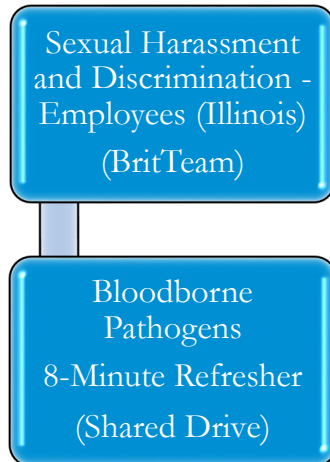 Sexual Harassment
and Discrimination -
Employees (Illinois)
(BritTeam)
Bloodborne
Pathogens
8-Minute Refresher
(Shared Drive)